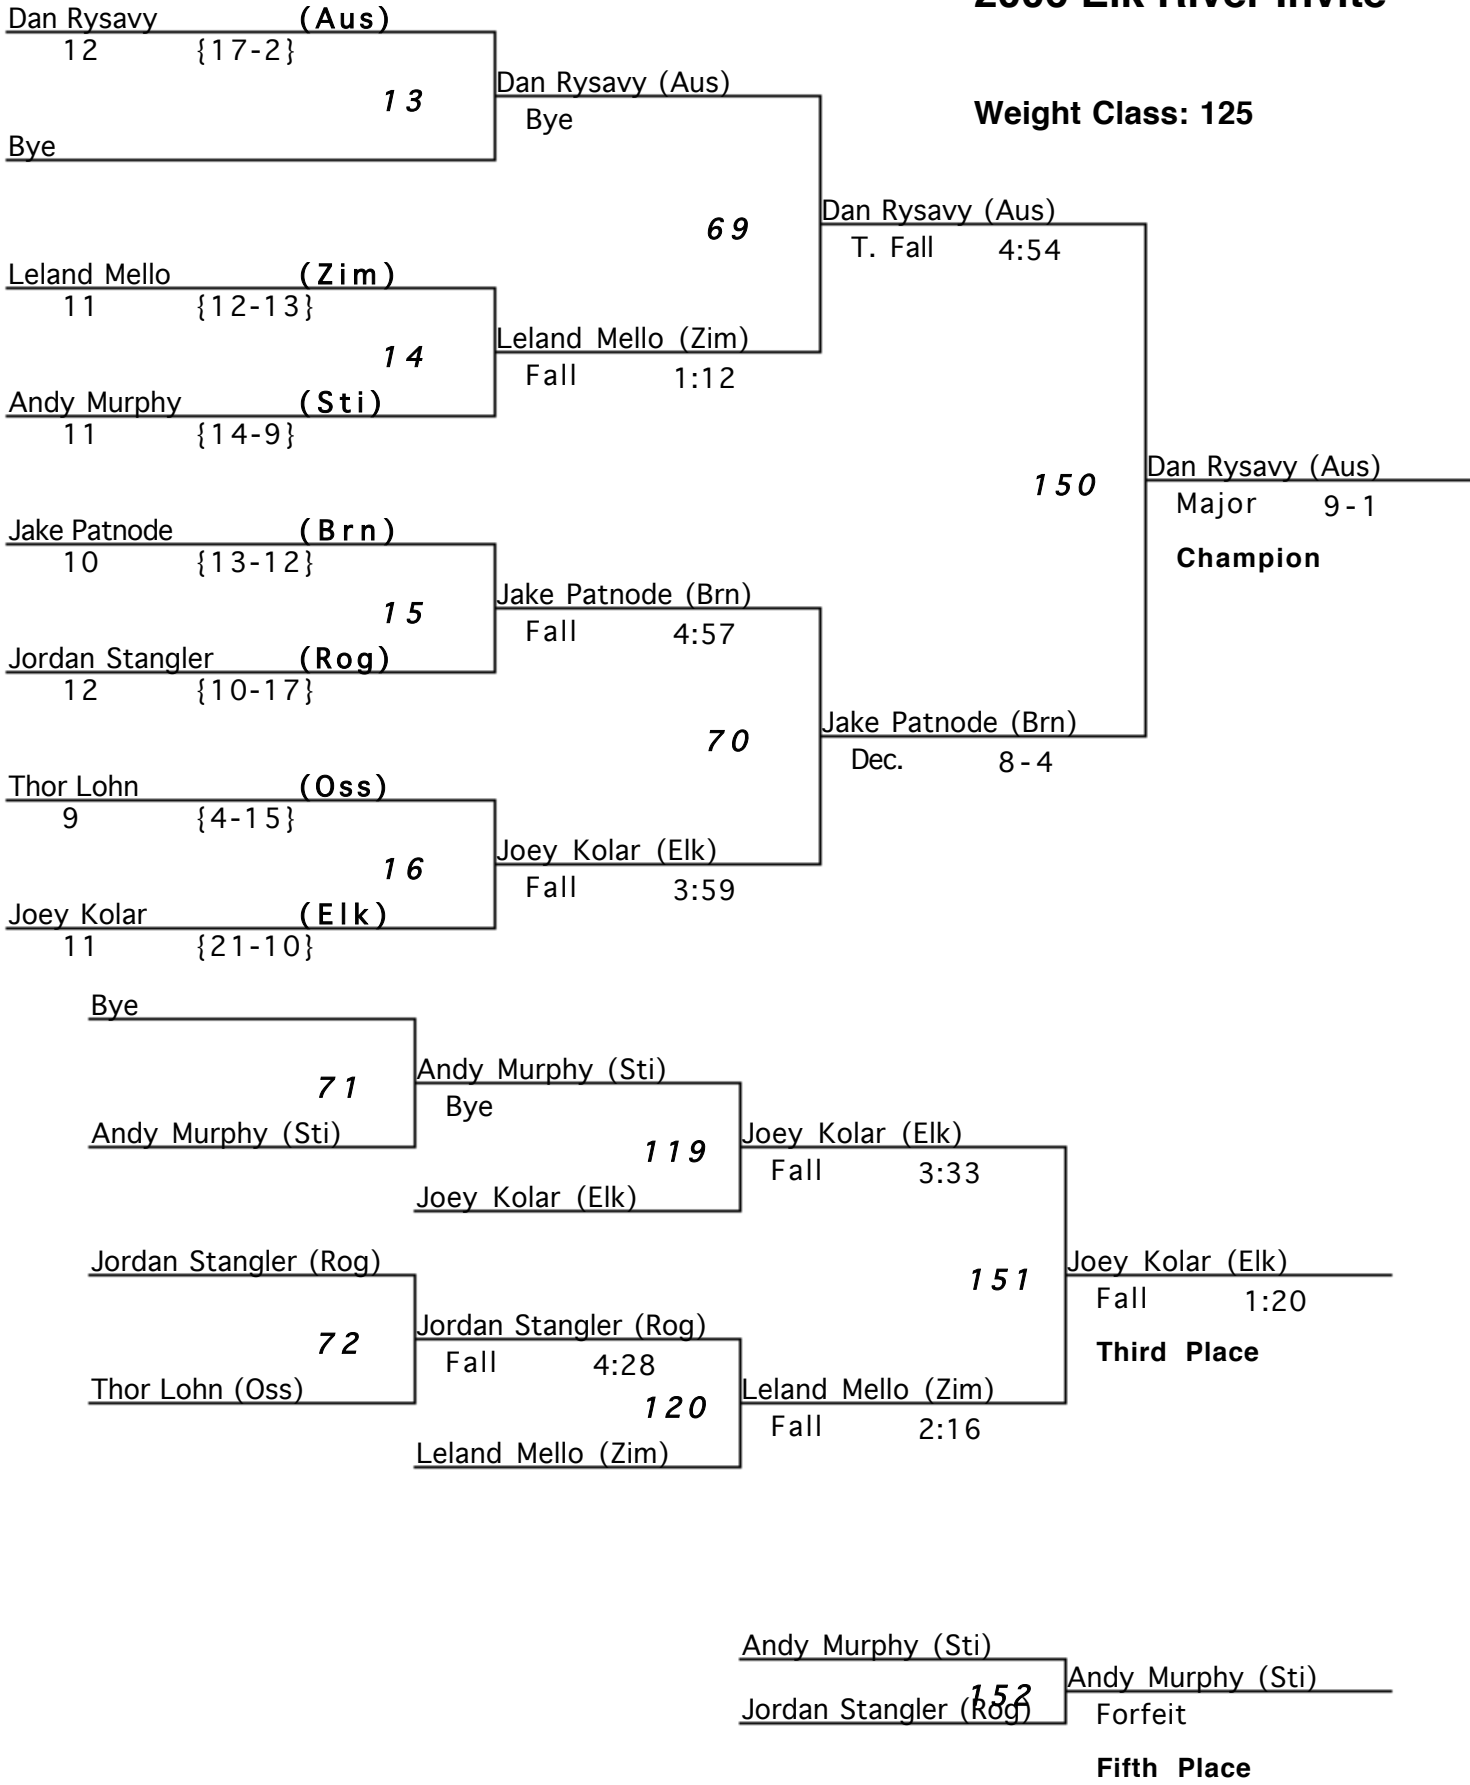 2006 Elk River Invite
Weight Class: 125
Dan Rysavy (Aus)
12 {17-2}
13
Bye
Dan Rysavy (Aus)
Bye
69
Leland Mello (Zim)
11 {12-13}
14
Andy Murphy (Sti)
11 {14-9}
Leland Mello (Zim)
Fall 1:12
Dan Rysavy (Aus)
T. Fall 4:54
150
Jake Patnode (Brn)
10 {13-12}
15
Jordan Stangler (Rog)
12 {10-17}
Jake Patnode (Brn)
Fall 4:57
70
Thor Lohn (Oss)
9 {4-15}
16
Joey Kolar (Elk)
11 {21-10}
Joey Kolar (Elk)
Fall 3:59
Jake Patnode (Brn)
Dec. 8-4
Dan Rysavy (Aus)
Major 9-1
Champion
Bye
71
Andy Murphy (Sti)
Andy Murphy (Sti)
Bye
119
Joey Kolar (Elk)
Joey Kolar (Elk)
Fall 3:33
Jordan Stangler (Rog)
72
Thor Lohn (Oss)
Jordan Stangler (Rog)
Fall 4:28
120
Leland Mello (Zim)
Leland Mello (Zim)
Fall 2:16
151
Joey Kolar (Elk)
Fall 1:20
Third Place
Andy Murphy (Sti)
152
Jordan Stangler (Rog)
Andy Murphy (Sti)
Forfeit
Fifth Place